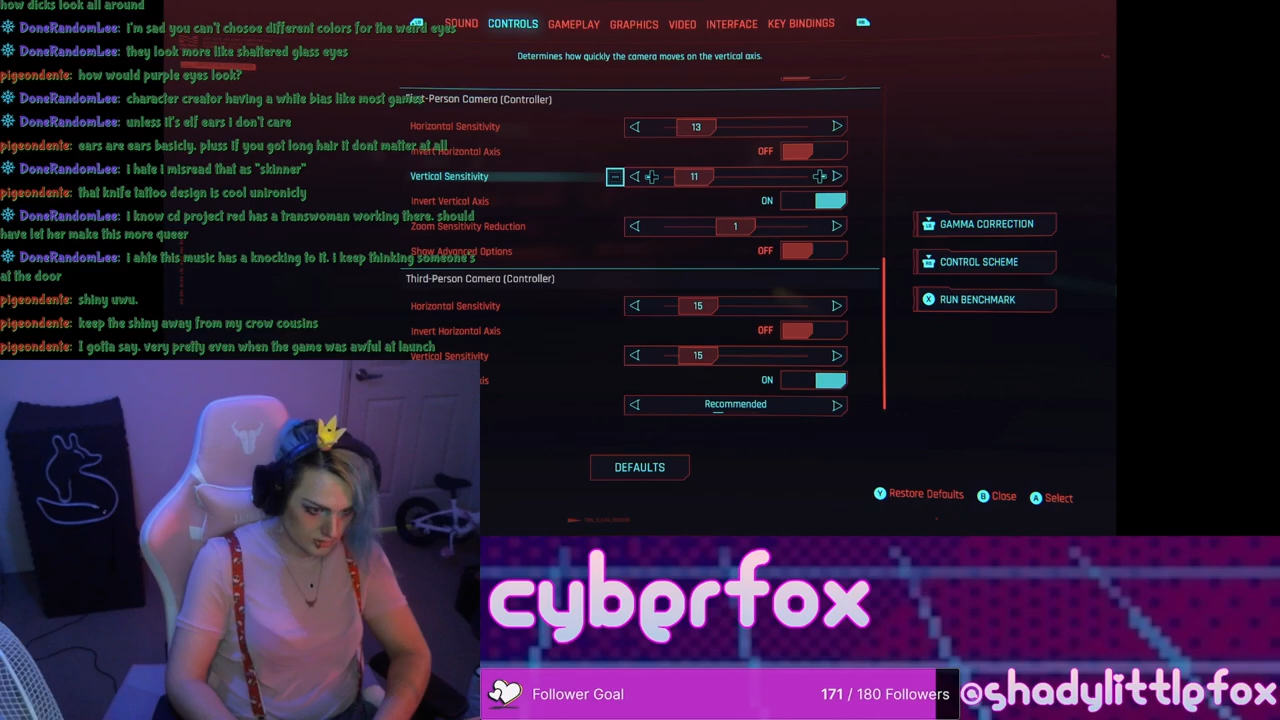 how dicks look all around
DoneRandomLee: i'm sad you can't chosoe different colors for the weird eyes
DoneRandomLee: they look more like shattered glass eyes
pigeondente: how would purple eyes look?
DoneRandomLee: character creator having a white bias like most games
DoneRandomLee: unless it's elf ears i don't care
pigeondente: ears are ears basicly. pluss if you got long hair it dont matter at all
DoneRandomLee: i hate i misread that as "skinner"
pigeondente: that knife tattoo design is cool unironicly
DoneRandomLee: i know cd project red has a transwoman working there. should
have let her make this more queer
DoneRandomLee: i ahte this music has a knocking to it. i keep thinking someone's
at the door
pigeondente: shiny uwu.
pigeondente: keep the shiny away from my crow cousins
pigeondente: I gotta say. very pretty even when the game was awful at launch
SOUND CONTROLS GAMEPLAY GRAPHICS VIDEO INTERFACE KEY BINDINGS
Determines how quickly the camera moves on the vertical axis.
First-Person Camera (Controller)
Horizontal Sensitivity 13
Invert Horizontal Axis OFF
Vertical Sensitivity 11
Invert Vertical Axis ON
Zoom Sensitivity Reduction 1
Show Advanced Options OFF
Third-Person Camera (Controller)
Horizontal Sensitivity 15
Invert Horizontal Axis OFF
Vertical Sensitivity 15
ON
Recommended
GAMMA CORRECTION
CONTROL SCHEME
X RUN BENCHMARK
DEFAULTS
Y Restore Defaults B Close A Select
cyberfox
Follower Goal 171 / 180 Followers
@shadylittlefox